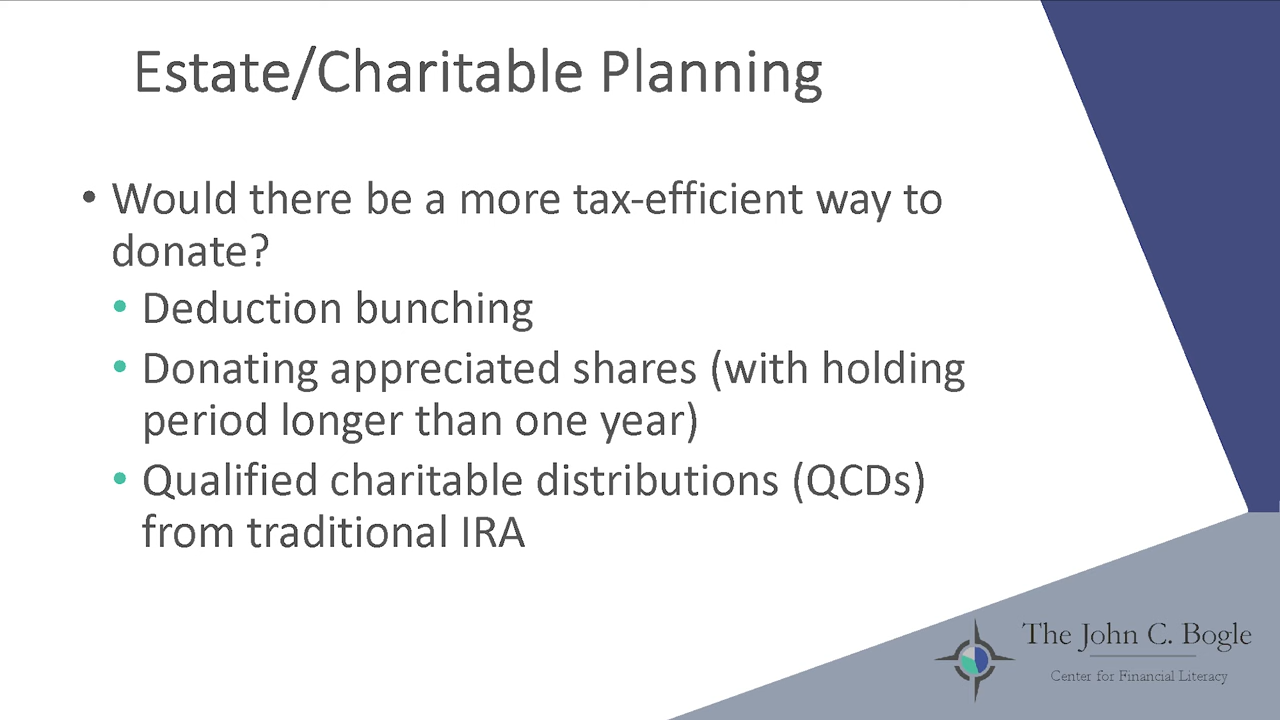 Estate/Charitable Planning
• Would there be a more tax-efficient way to
donate?
• Deduction bunching
• Donating appreciated shares (with holding
period longer than one year)
• Qualified charitable distributions (QCDs)
from traditional IRA
The John C. Bogle
Center for Financial Literacy